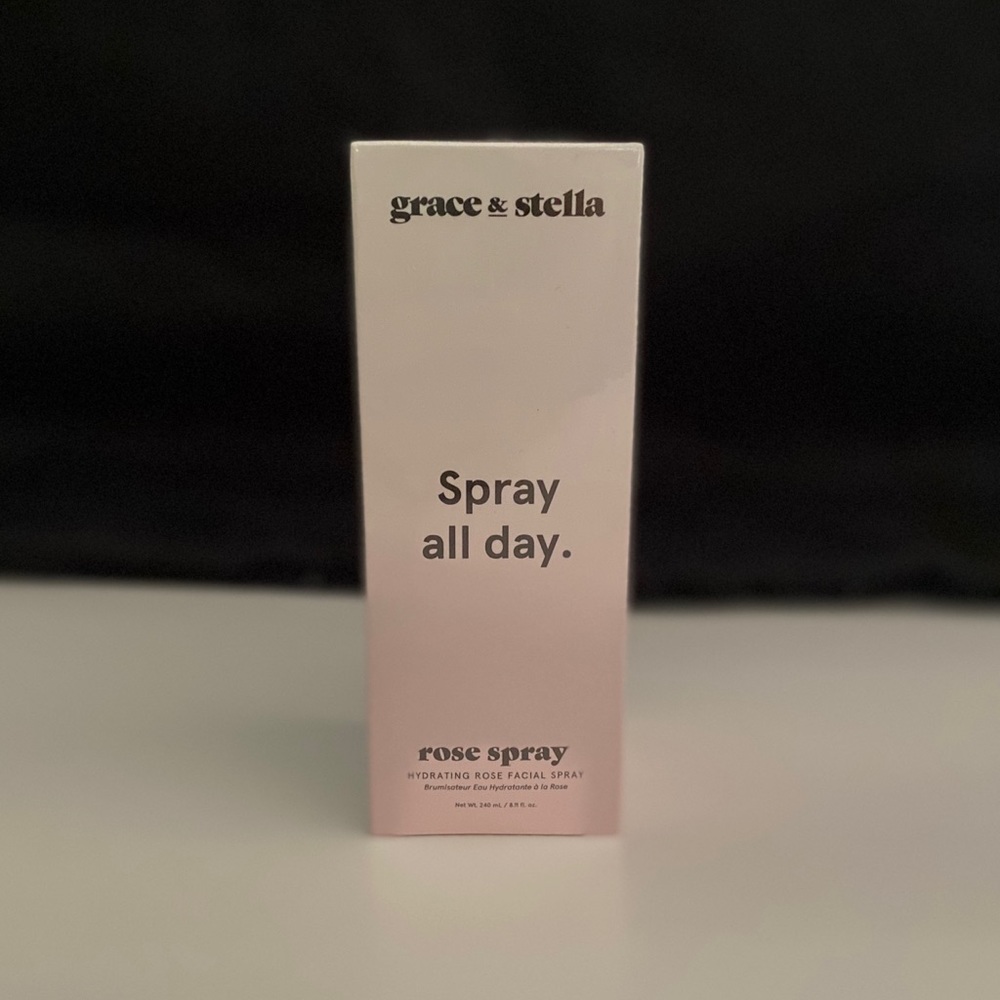 grace & stella
Spray
all day.
rose spray
HYDRATING ROSE FACIAL SPRAY
Brumisateur Eau Hydratante à la Rose
Net Wt. 240 mL / 8.11 fl. oz.